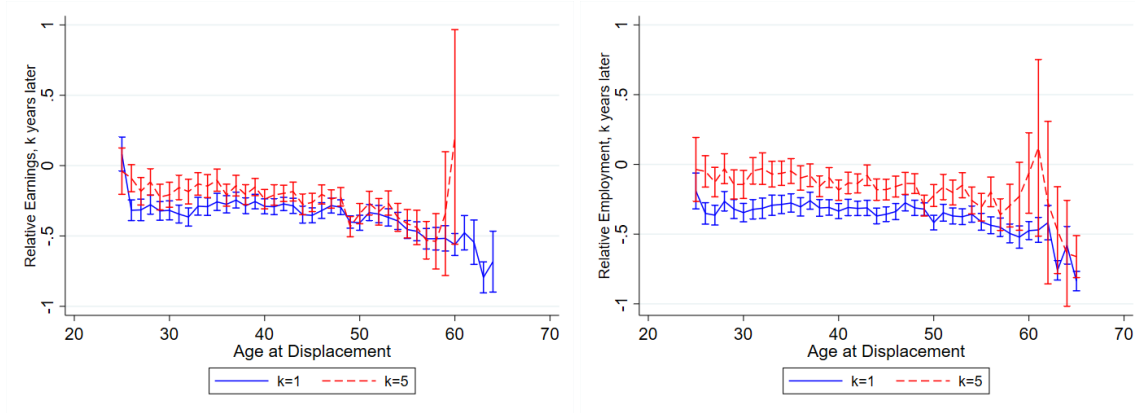 Relative Earnings, k years later
1
.5
0
-.5
-1
20 30 40 50 60 70
Age at Displacement
k=1 k=5
Relative Employment, k years later
1
.5
0
-.5
-1
20 30 40 50 60 70
Age at Displacement
k=1 k=5